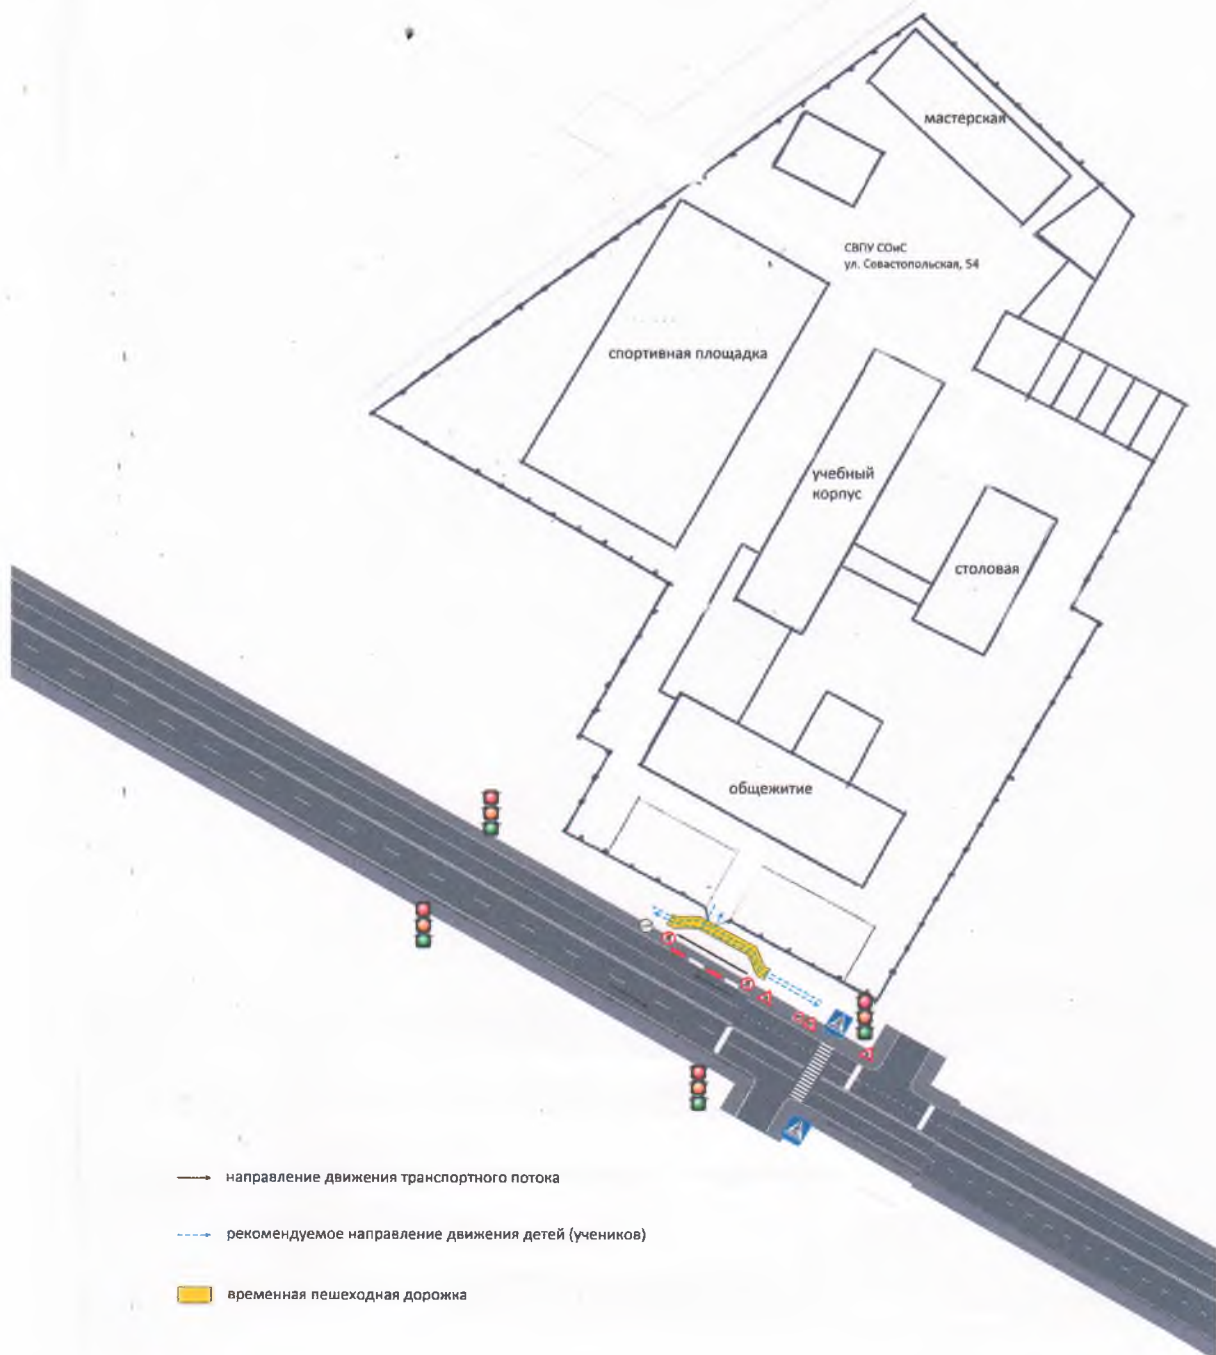 мастерская
СВПУ СОиС
ул. Севастопольская, 54
спортивная площадка
учебный
корпус
столовая
общежитие
направление движения транспортного потока
рекомендуемое направление движения детей (учеников)
временная пешеходная дорожка